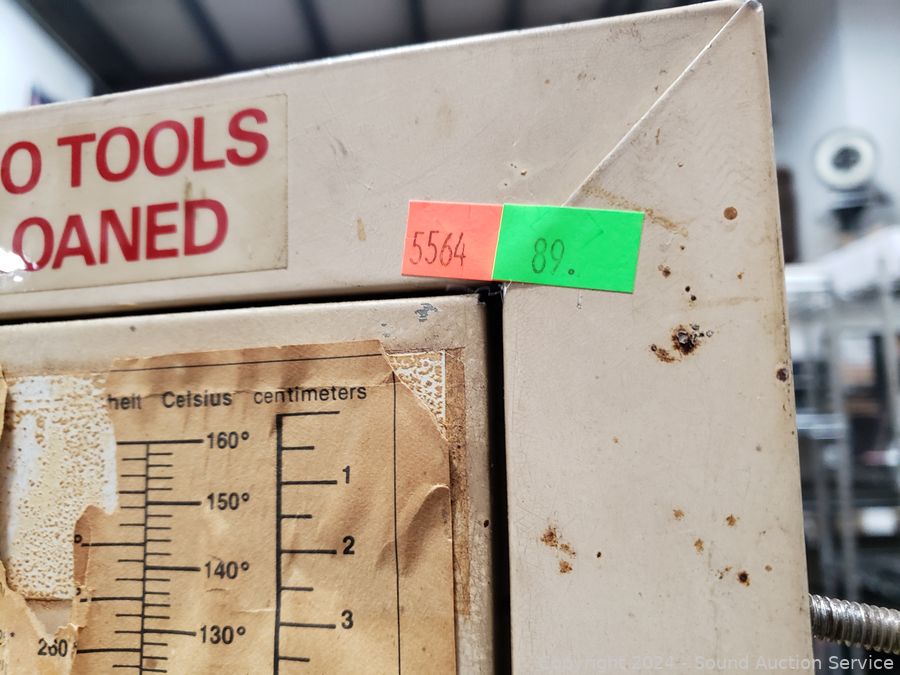 O TOOLS
OANED
5564
89.
heit Celsius centimeters
160°
1
150°
2
140°
3
130°
260
Copyright 2024 - Sound Auction Service